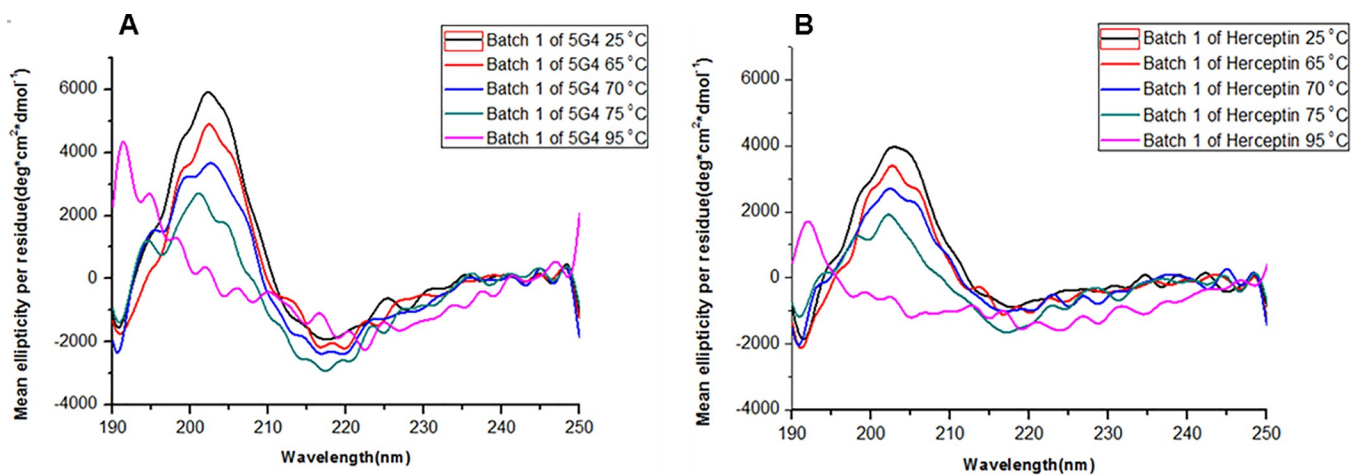 A
Batch 1 of 5G4 25°C
Batch 1 of 5G4 65°C
Batch 1 of 5G4 70°C
Batch 1 of 5G4 75°C
Batch 1 of 5G4 95°C
Mean ellipticity per residue(deg*cm²*dmol⁻¹)
6000
4000
2000
0
-2000
-4000
190 200 210 220 230 240 250
Wavelength(nm)
B
Batch 1 of Herceptin 25°C
Batch 1 of Herceptin 65°C
Batch 1 of Herceptin 70°C
Batch 1 of Herceptin 75°C
Batch 1 of Herceptin 95°C
Mean ellipticity per residue(deg*cm²*dmol⁻¹)
6000
4000
2000
0
-2000
-4000
190 200 210 220 230 240 250
Wavelength(nm)